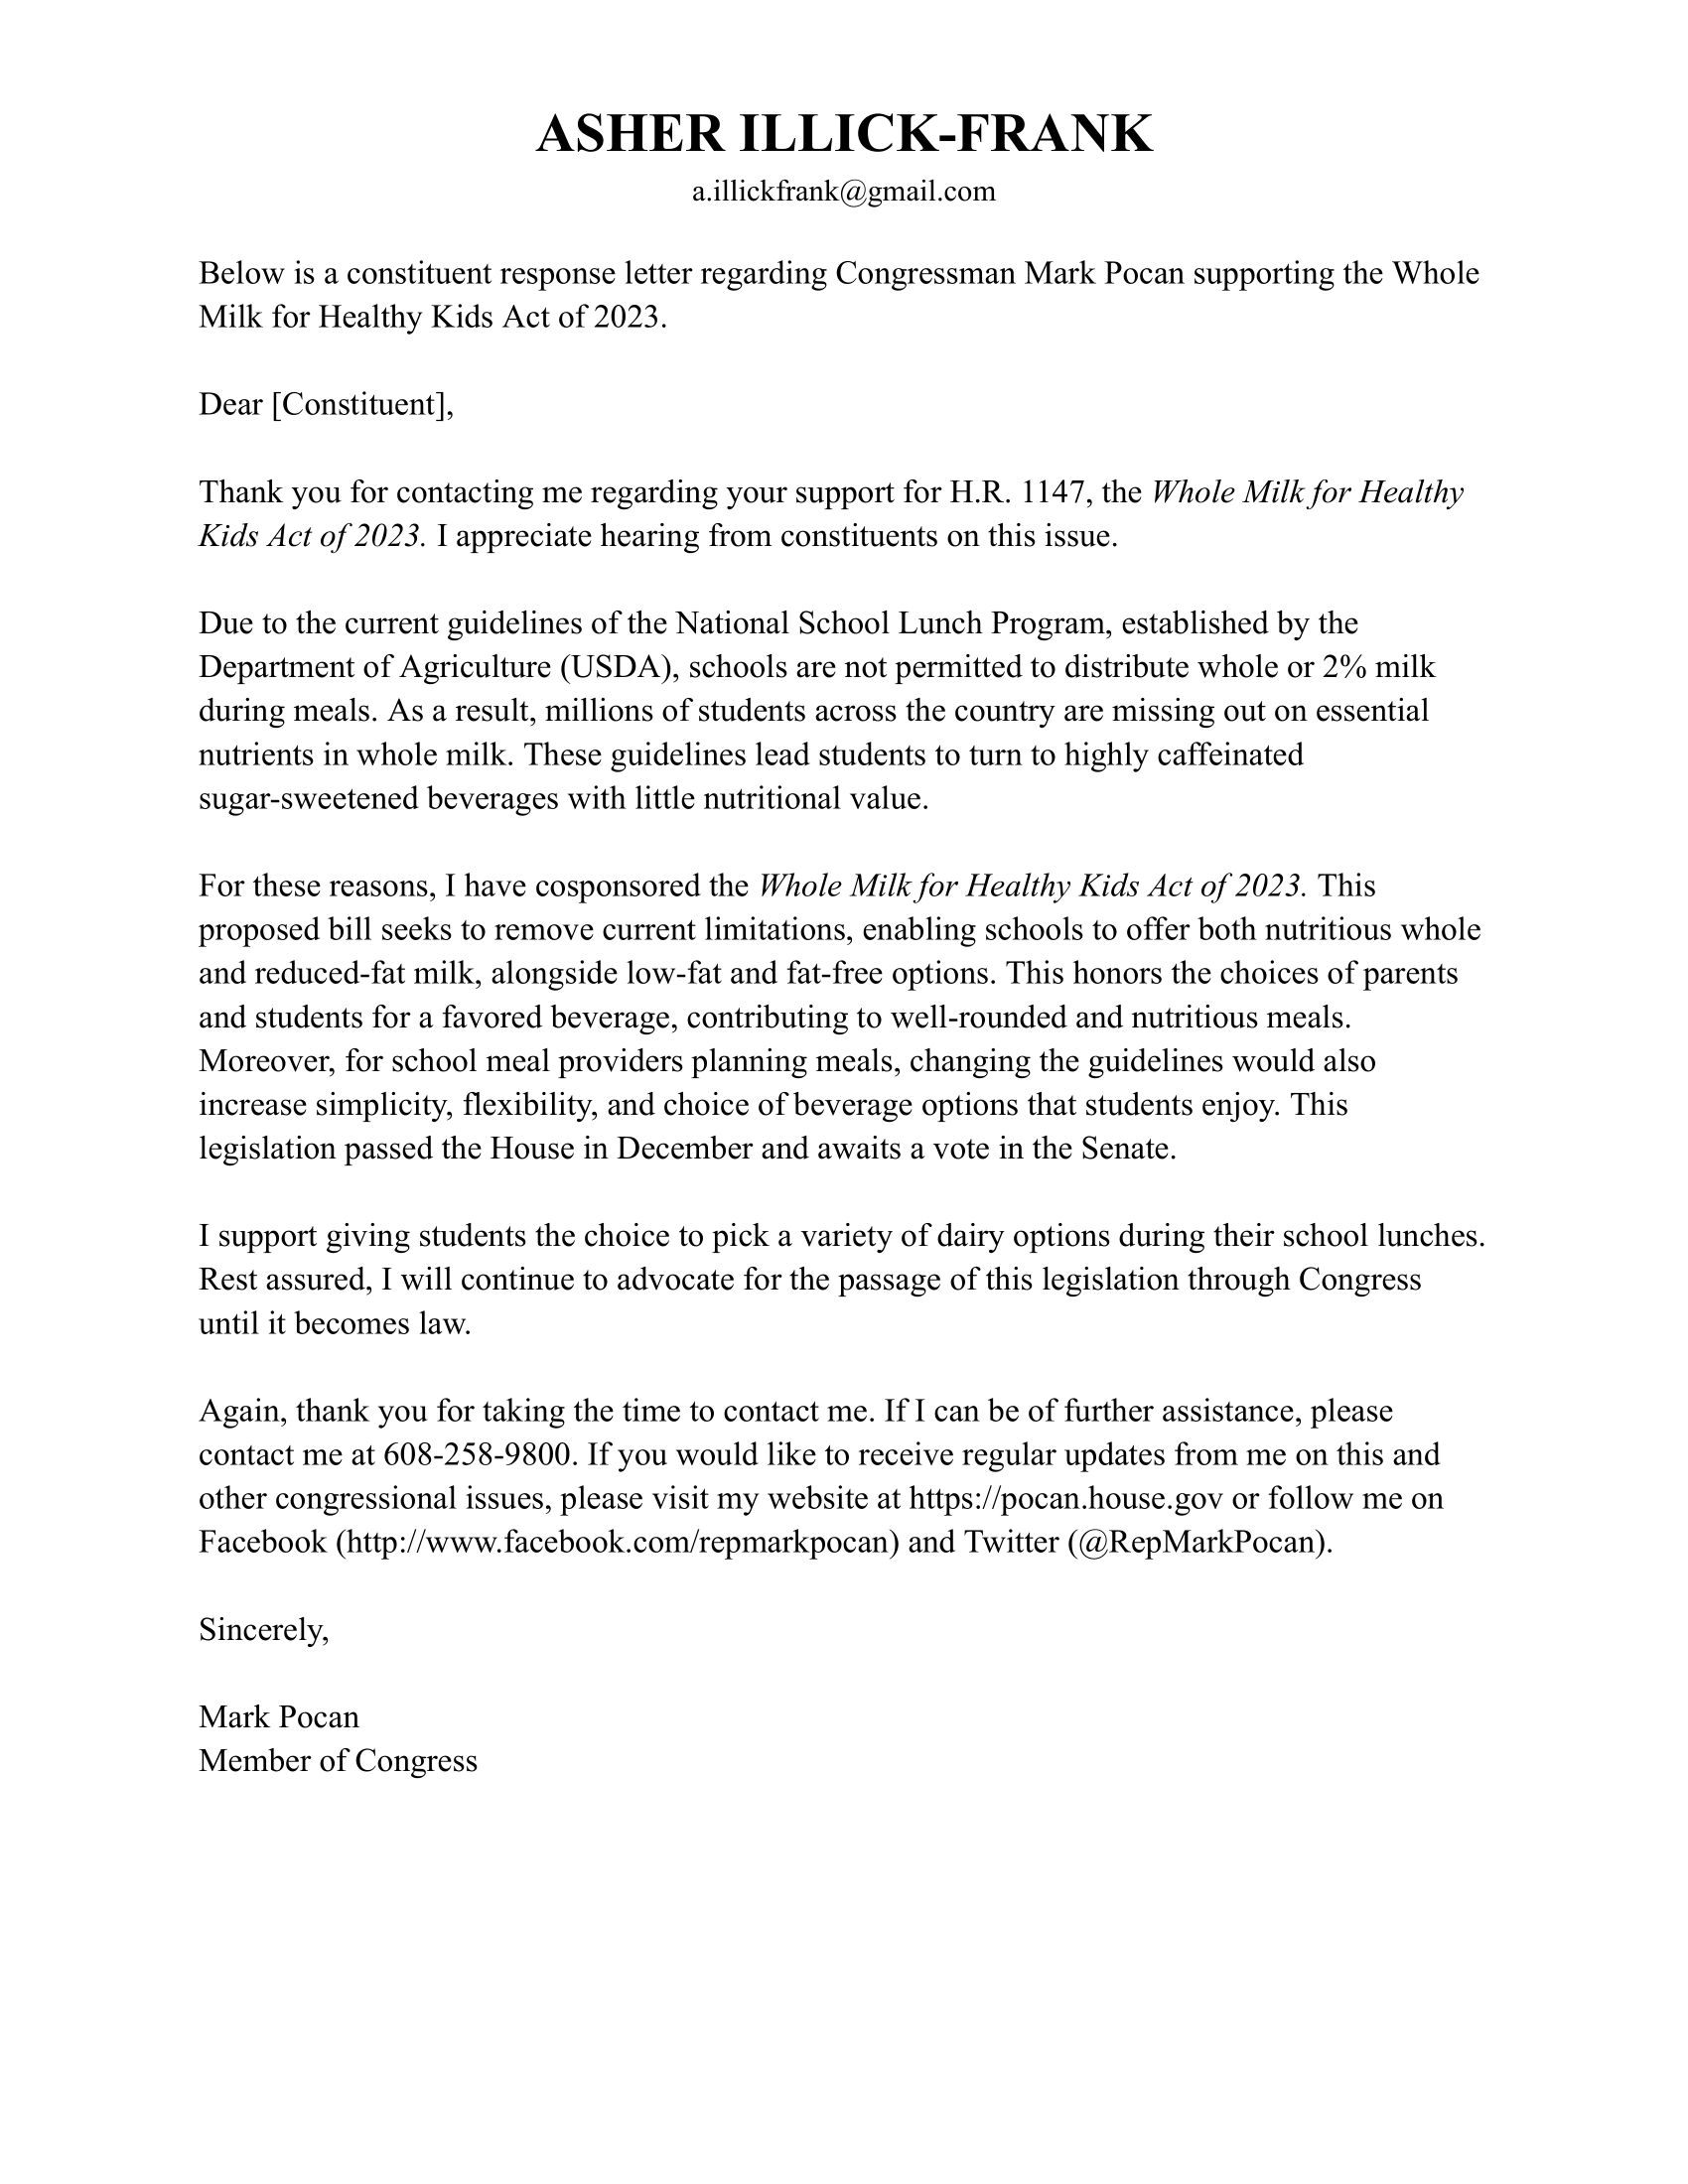 ASHER ILLICK-FRANK
a.illickfrank@gmail.com
Below is a constituent response letter regarding Congressman Mark Pocan supporting the Whole
Milk for Healthy Kids Act of 2023.
Dear [Constituent],
Thank you for contacting me regarding your support for H.R. 1147, the Whole Milk for Healthy
Kids Act of 2023. I appreciate hearing from constituents on this issue.
Due to the current guidelines of the National School Lunch Program, established by the
Department of Agriculture (USDA), schools are not permitted to distribute whole or 2% milk
during meals. As a result, millions of students across the country are missing out on essential
nutrients in whole milk. These guidelines lead students to turn to highly caffeinated
sugar-sweetened beverages with little nutritional value.
For these reasons, I have cosponsored the Whole Milk for Healthy Kids Act of 2023. This
proposed bill seeks to remove current limitations, enabling schools to offer both nutritious whole
and reduced-fat milk, alongside low-fat and fat-free options. This honors the choices of parents
and students for a favored beverage, contributing to well-rounded and nutritious meals.
Moreover, for school meal providers planning meals, changing the guidelines would also
increase simplicity, flexibility, and choice of beverage options that students enjoy. This
legislation passed the House in December and awaits a vote in the Senate.
I support giving students the choice to pick a variety of dairy options during their school lunches.
Rest assured, I will continue to advocate for the passage of this legislation through Congress
until it becomes law.
Again, thank you for taking the time to contact me. If I can be of further assistance, please
contact me at 608-258-9800. If you would like to receive regular updates from me on this and
other congressional issues, please visit my website at https://pocan.house.gov or follow me on
Facebook (http://www.facebook.com/repmarkpocan) and Twitter (@RepMarkPocan).
Sincerely,
Mark Pocan
Member of Congress